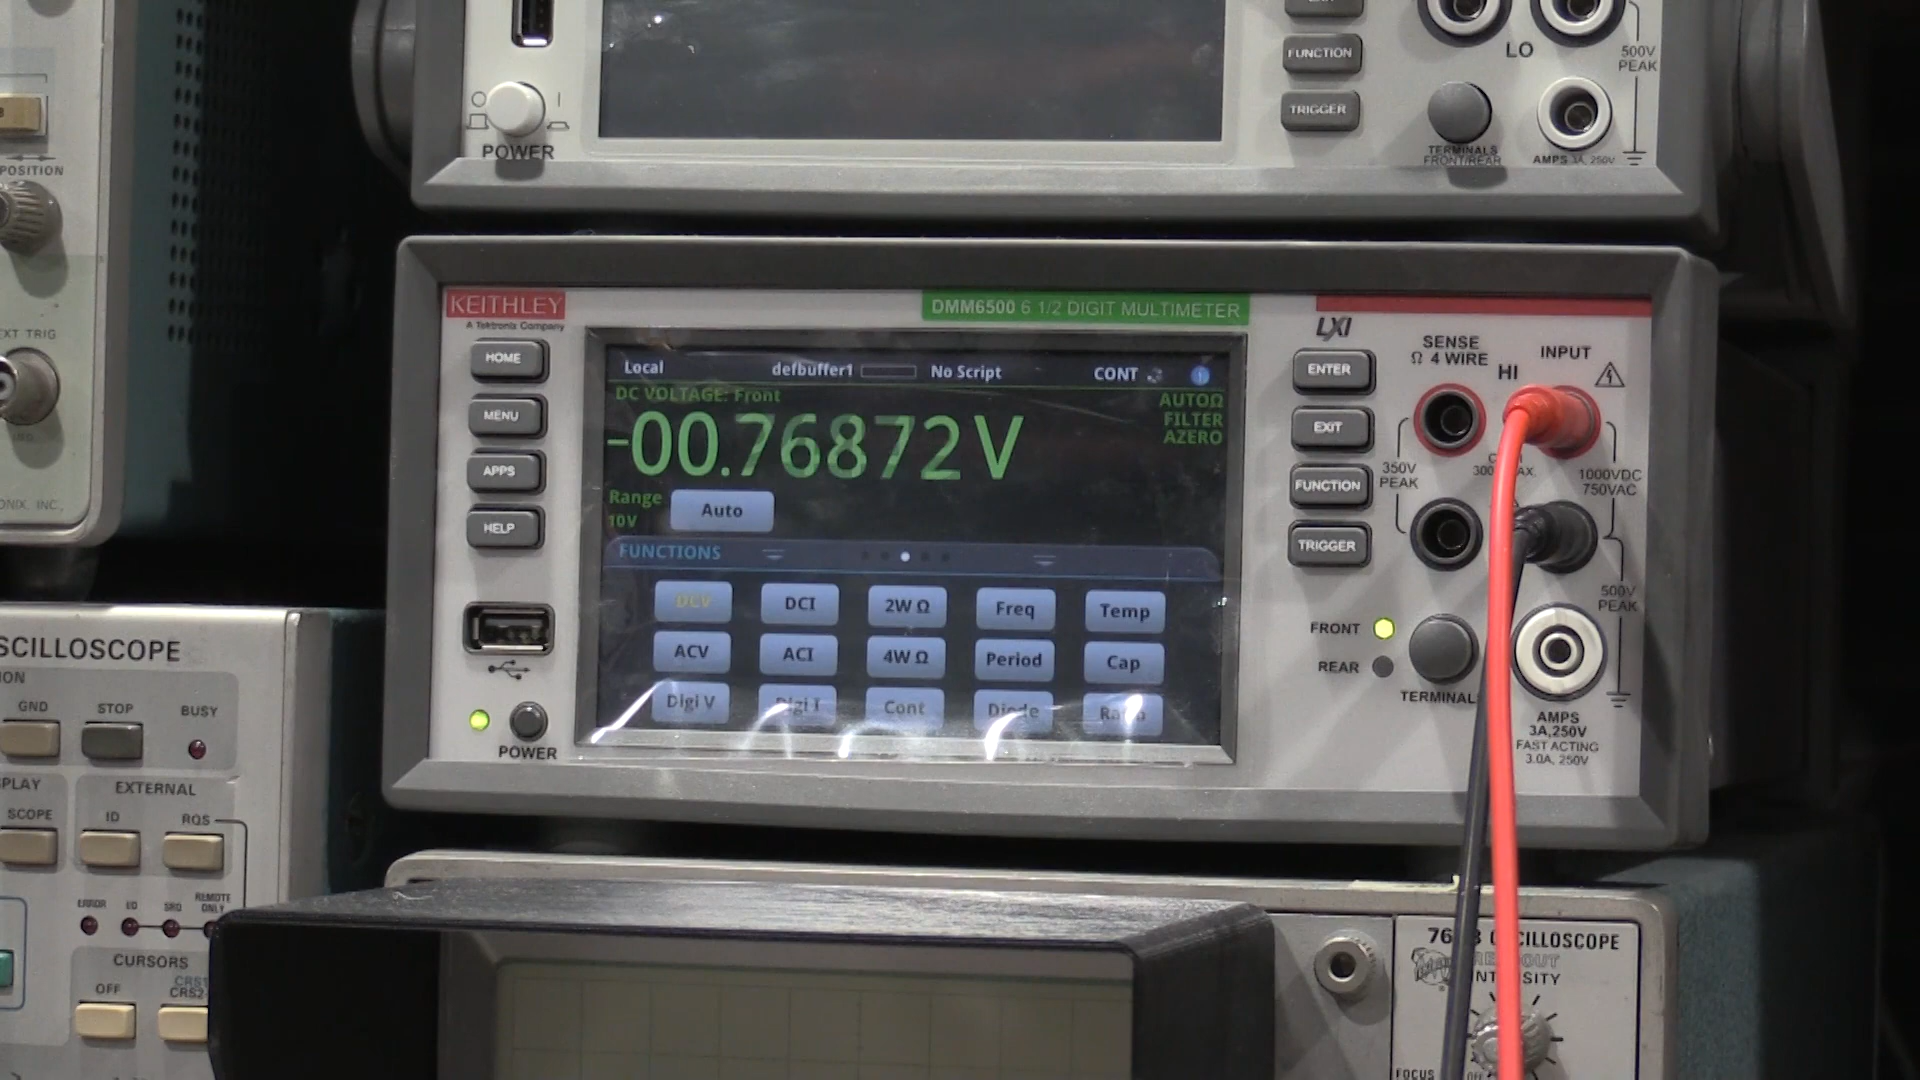 FUNCTION
TRIGGER
LO
500V
PEAK
POWER
TERMINALS
FRONT/REAR
AMPS 3A, 250V
POSITION
KEITHLEY
A Tektronix Company
DMM6500 6 1/2 DIGIT MULTIMETER
LXI
HOME
MENU
APPS
HELP
POWER
Local
defbuffer1
No Script
CONT
DC VOLTAGE: Front
-00.76872 V
AUTOΩ
FILTER
AZERO
Range
10V
Auto
FUNCTIONS
DCV
DCI
2W Ω
Freq
Temp
ACV
ACI
4W Ω
Period
Cap
Digi V
Digi I
Cont
Diode
Ratio
ENTER
EXIT
FUNCTION
TRIGGER
SENSE
Ω 4 WIRE
INPUT
HI
350V
PEAK
1000VDC
750VAC
500V
PEAK
FRONT
REAR
TERMINALS
AMPS
3A,250V
FAST ACTING
3.0A, 250V
EXT TRIG
ONIX, INC.,
SCILLOSCOPE
ION
GND
STOP
BUSY
PLAY
EXTERNAL
SCOPE
ID
RQS
ERROR
I/O
SRQ
REMOTE
ONLY
CURSORS
OFF
CRS1
CRS2-
OSCILLOSCOPE
READOUT
INTENSITY
FOCUS
OFF